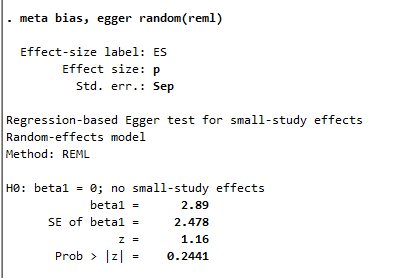 . meta bias, egger random(reml)
Effect-size label: ES
Effect size: p
Std. err.: Sep
Regression-based Egger test for small-study effects
Random-effects model
Method: REML
H0: beta1 = 0; no small-study effects
beta1 = 2.89
SE of beta1 = 2.478
z = 1.16
Prob > |z| = 0.2441